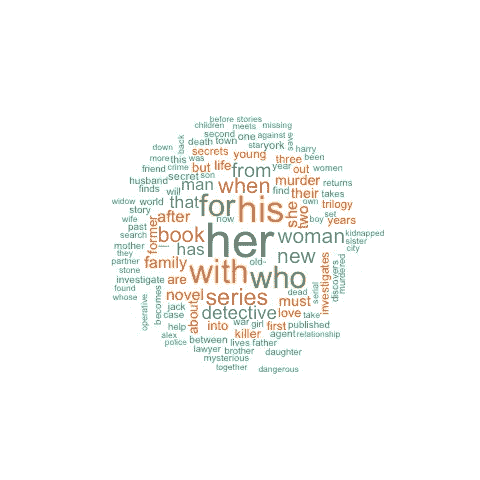 before stories
children meets missing
second one against
back death town star york save
down secrets young harry
more this was but life year three been
friend crime from out women
husband secret son when murder
finds will man find their takes returns
widow world that for his she two own trilogy
story after now boy set years
wife former book her woman kidnapped
past sister
search has city
mother — new
they family with old- who investigates
partner discovers
stone are murdered
investigate novel series dead serial
found becomes about detective must
whose jack love take
operative case into war girl first published
help killer agent relationship
alex between lives father
police lawyer brother daughter
mysterious
together dangerous